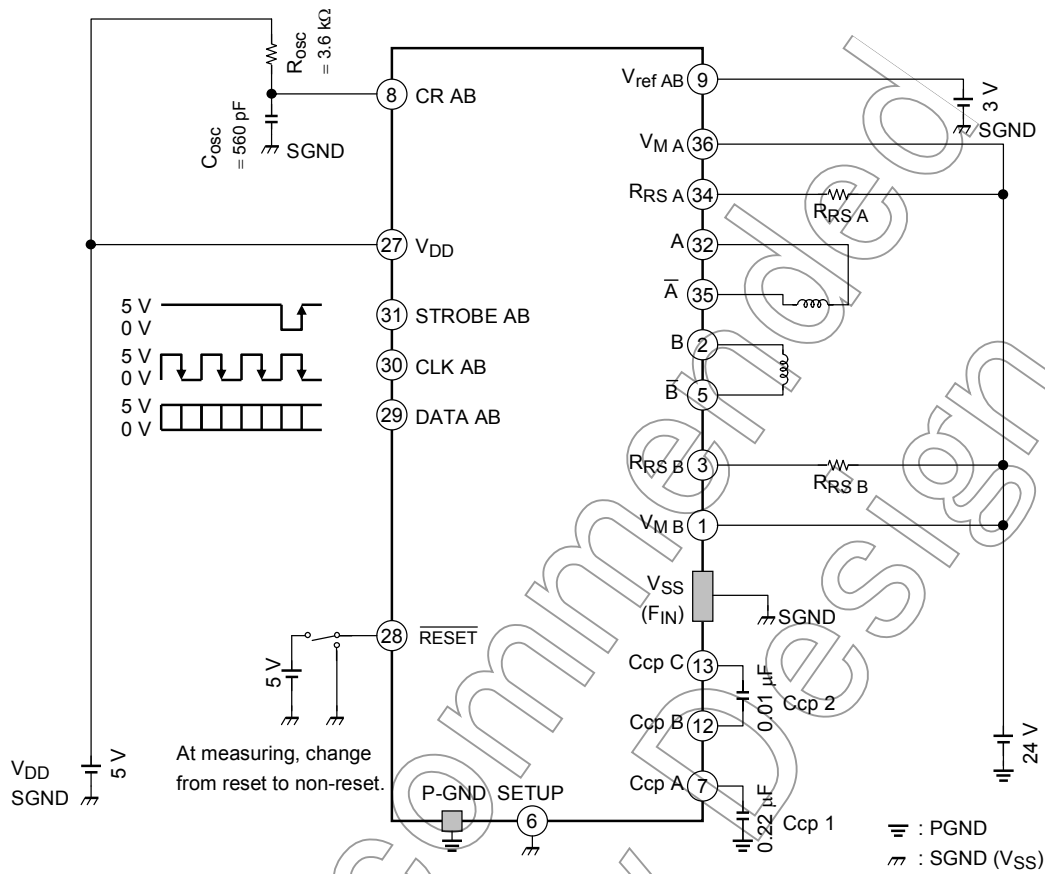 Rosc
= 3.6 kΩ
Cosc
= 560 pF
SGND
8 CR AB
27 VDD
5 V
0 V
31 STROBE AB
5 V
0 V
30 CLK AB
5 V
0 V
29 DATA AB
28 RESET
5 V
At measuring, change
from reset to non-reset.
VDD
SGND
5 V
P-GND
SETUP
6
Vref AB 9
3 V
SGND
VM A 36
RRS A 34
RRS A
A 32
A 35
B 2
B 5
RRS B 3
RRS B
VM B 1
VSS
(FIN)
SGND
Ccp C 13
0.01 µF
Ccp 2
Ccp B 12
Ccp A 7
0.22 µF
Ccp 1
24 V
: PGND
: SGND (VSS)
ommended
Design